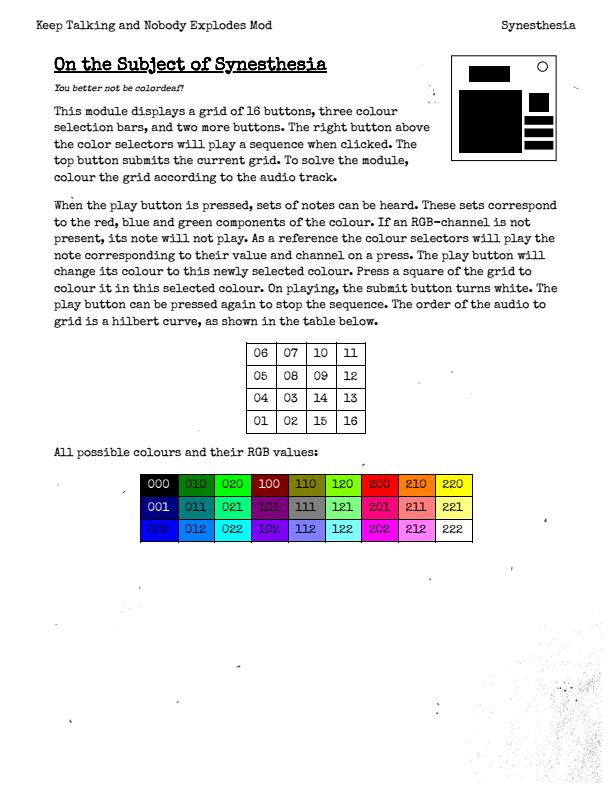 Keep Talking and Nobody Explodes Mod Synesthesia
On the Subject of Synesthesia
You better not be colordeaf!
This module displays a grid of 16 buttons, three colour
selection bars, and two more buttons. The right button above
the color selectors will play a sequence when clicked. The
top button submits the current grid. To solve the module,
colour the grid according to the audio track.
When the play button is pressed, sets of notes can be heard. These sets correspond
to the red, blue and green components of the colour. If an RGB-channel is not
present, its note will not play. As a reference the colour selectors will play the
note corresponding to their value and channel on a press. The play button will
change its colour to this newly selected colour. Press a square of the grid to
colour it in this selected colour. On playing, the submit button turns white. The
play button can be pressed again to stop the sequence. The order of the audio to
grid is a hilbert curve, as shown in the table below.
06 07 10 11
05 08 09 12
04 03 14 13
01 02 15 16
All possible colours and their RGB values:
000 010 020 100 110 120 200 210 220
001 011 021 101 111 121 201 211 221
002 012 022 102 112 122 202 212 222